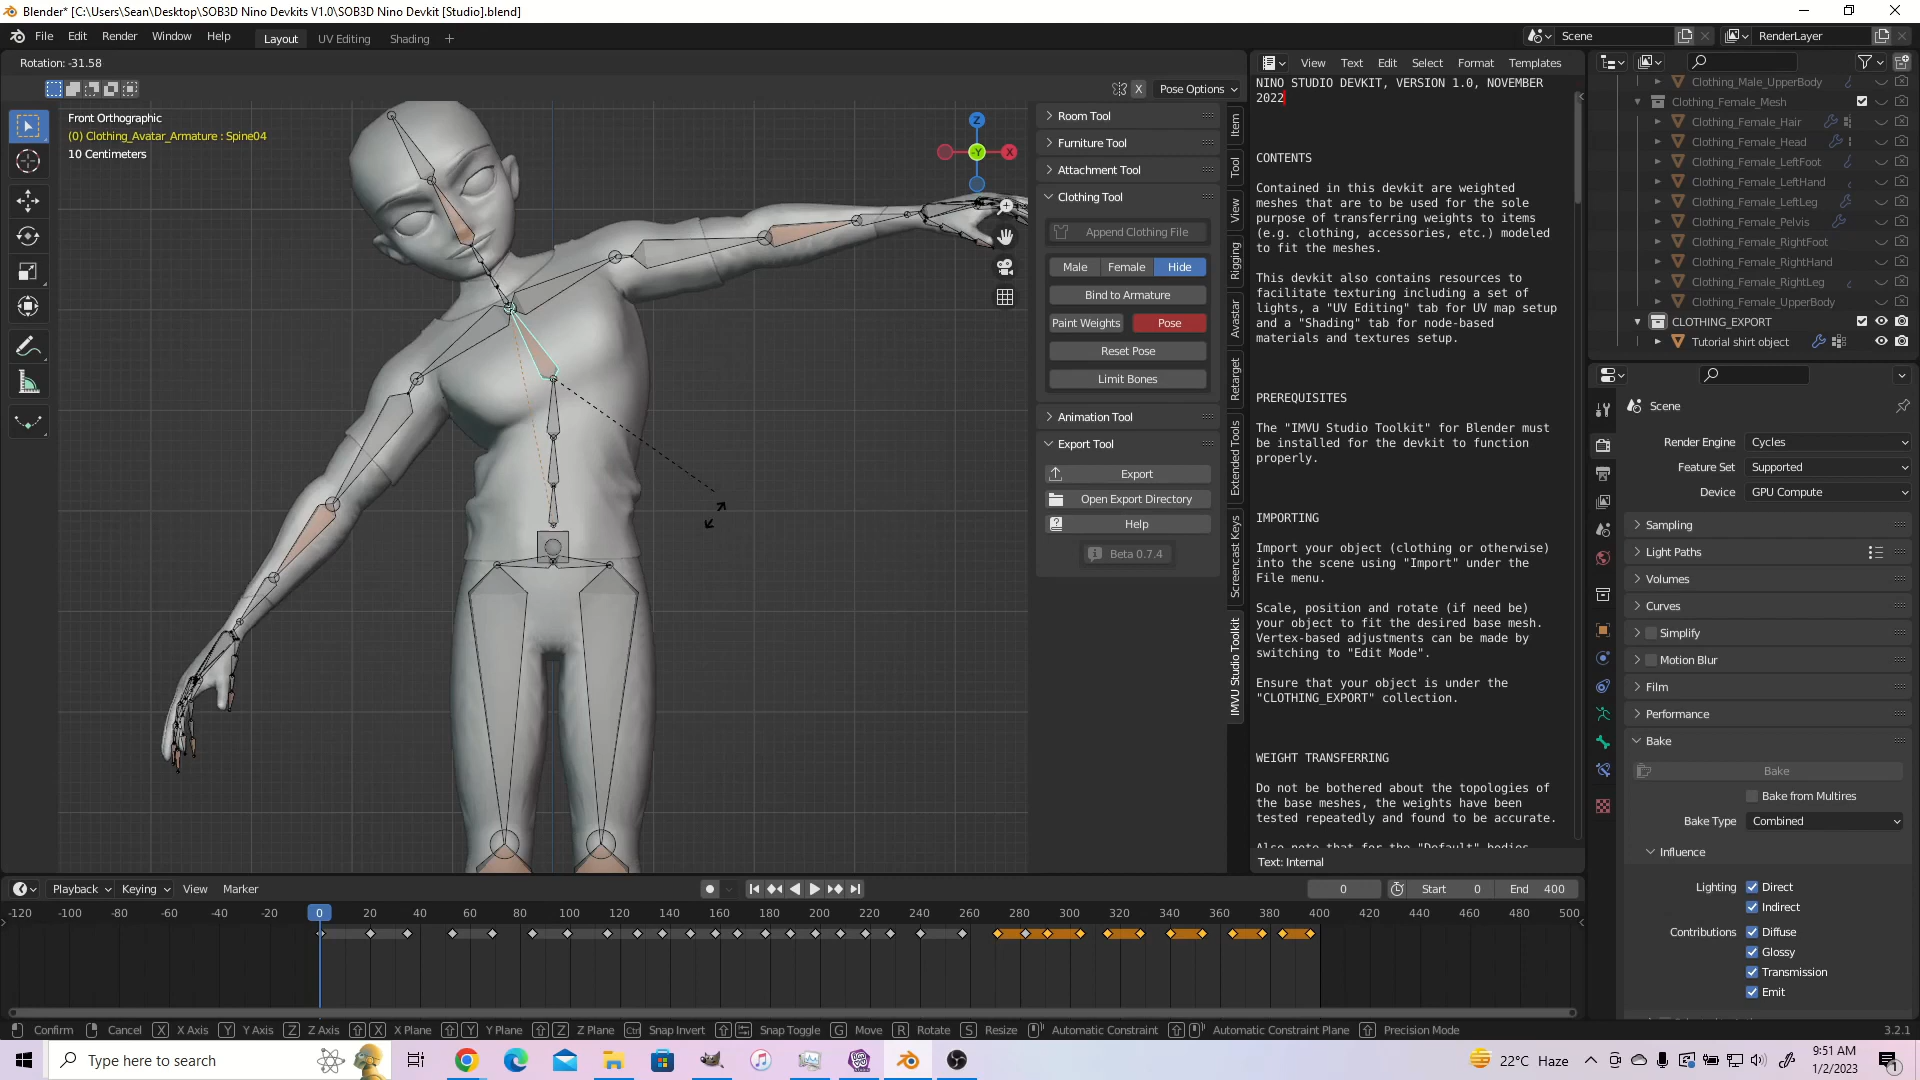 Blender* [C:\Users\Sean\Desktop\SOB3D Nino Devkits V1.0\SOB3D Nino Devkit [Studio].blend]
File Edit Render Window Help Layout UV Editing Shading + Scene RenderLayer
Rotation: -31.58
X Pose Options
View Text Edit Select Format Templates
Front Orthographic
(0) Clothing_Avatar_Armature : Spine04
10 Centimeters
Z
-Y
X
Room Tool
Furniture Tool
Attachment Tool
Clothing Tool
Append Clothing File
Male Female Hide
Bind to Armature
Paint Weights Pose
Reset Pose
Limit Bones
Animation Tool
Export Tool
Export
Open Export Directory
Help
Beta 0.7.4
Item
Tool
View
Rigging
Avastar
Retarget
Extended Tools
Screencast Keys
IMVU Studio Toolkit
NINO STUDIO DEVKIT, VERSION 1.0, NOVEMBER
2022
CONTENTS
Contained in this devkit are weighted
meshes that are to be used for the sole
purpose of transferring weights to items
(e.g. clothing, accessories, etc.) modeled
to fit the meshes.
This devkit also contains resources to
facilitate texturing including a set of
lights, a "UV Editing" tab for UV map setup
and a "Shading" tab for node-based
materials and textures setup.
PREREQUISITES
The "IMVU Studio Toolkit" for Blender must
be installed for the devkit to function
properly.
IMPORTING
Import your object (clothing or otherwise)
into the scene using "Import" under the
File menu.
Scale, position and rotate (if need be)
your object to fit the desired base mesh.
Vertex-based adjustments can be made by
switching to "Edit Mode".
Ensure that your object is under the
"CLOTHING_EXPORT" collection.
WEIGHT TRANSFERRING
Do not be bothered about the topologies of
the base meshes, the weights have been
tested repeatedly and found to be accurate.
Also note that for the "Default" bodies
Text: Internal
Clothing_Male_UpperBody
Clothing_Female_Mesh
Clothing_Female_Hair
Clothing_Female_Head
Clothing_Female_LeftFoot
Clothing_Female_LeftHand
Clothing_Female_LeftLeg
Clothing_Female_Pelvis
Clothing_Female_RightFoot
Clothing_Female_RightHand
Clothing_Female_RightLeg
Clothing_Female_UpperBody
CLOTHING_EXPORT
Tutorial shirt object
Scene
Render Engine Cycles
Feature Set Supported
Device GPU Compute
Sampling
Light Paths
Volumes
Curves
Simplify
Motion Blur
Film
Performance
Bake
Bake
Bake from Multires
Bake Type Combined
Influence
Lighting Direct
Indirect
Contributions Diffuse
Glossy
Transmission
Emit
Playback Keying View Marker 0 Start 0 End 400
-120 -100 -80 -60 -40 -20 0 20 40 60 80 100 120 140 160 180 200 220 240 260 280 300 320 340 360 380 400 420 440 460 480 500
Confirm Cancel X X Axis Y Y Axis Z Z Axis X X Plane Y Y Plane Z Z Plane Ctrl Snap Invert Snap Toggle G Move R Rotate S Resize Automatic Constraint Automatic Constraint Plane Precision Mode 3.2.1
Type here to search 22°C Haze 9:51 AM
1/2/2023
1